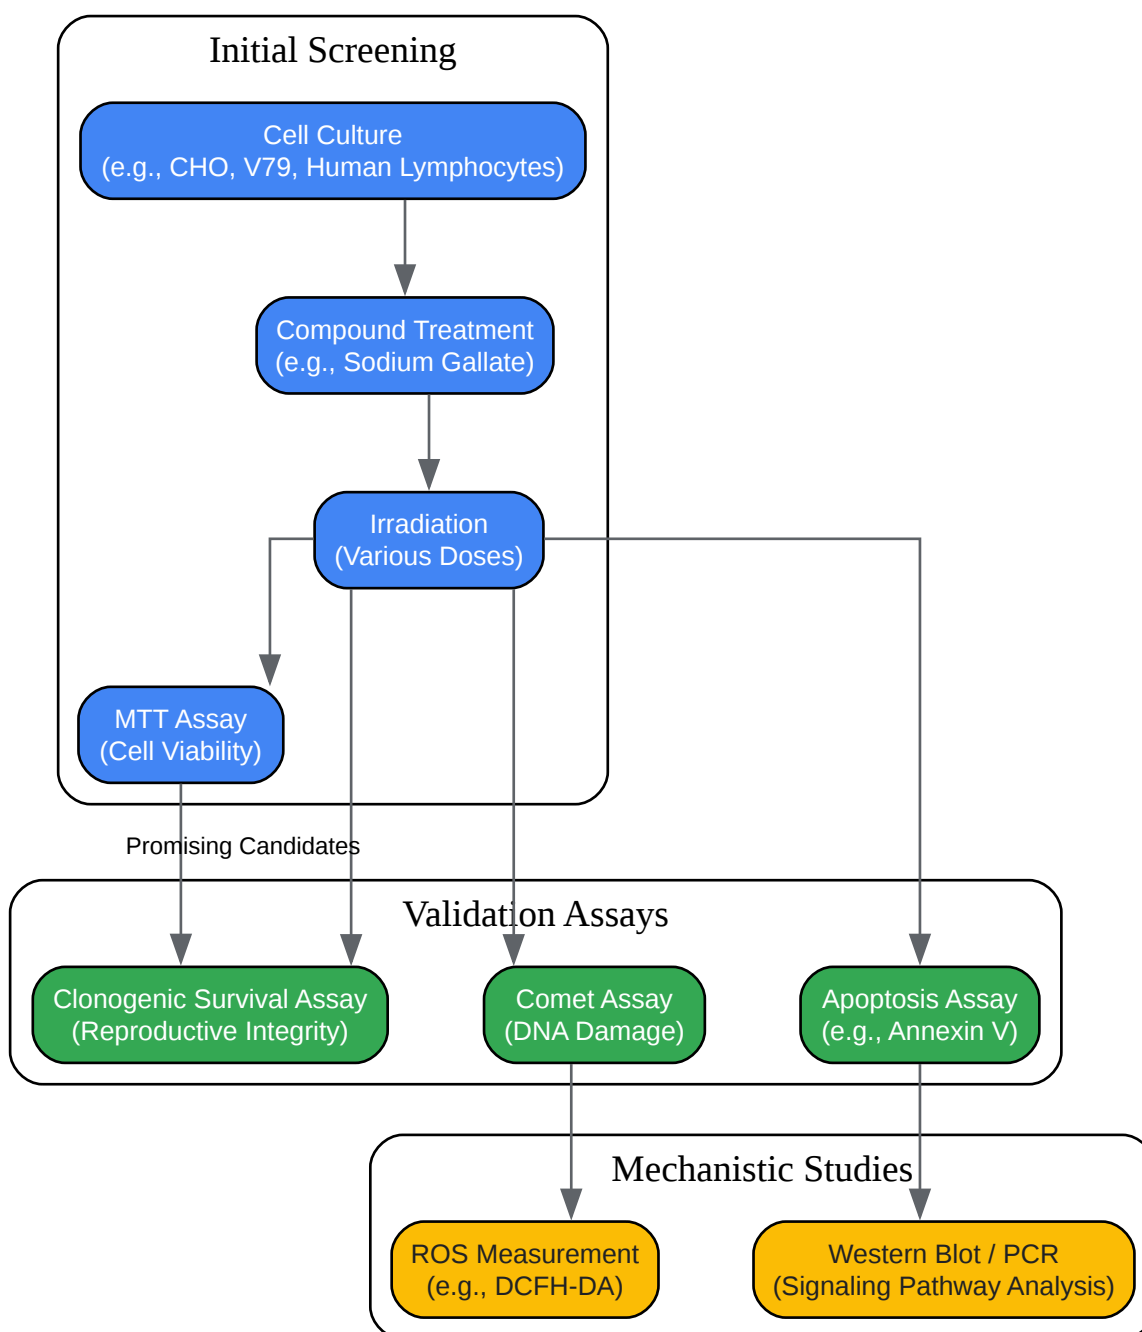 Initial Screening
Cell Culture
(e.g., CHO, V79, Human Lymphocytes)
Compound Treatment
(e.g., Sodium Gallate)
Irradiation
(Various Doses)
MTT Assay
(Cell Viability)
Promising Candidates
Validation Assays
Clonogenic Survival Assay
(Reproductive Integrity)
Comet Assay
(DNA Damage)
Apoptosis Assay
(e.g., Annexin V)
Mechanistic Studies
ROS Measurement
(e.g., DCFH-DA)
Western Blot / PCR
(Signaling Pathway Analysis)